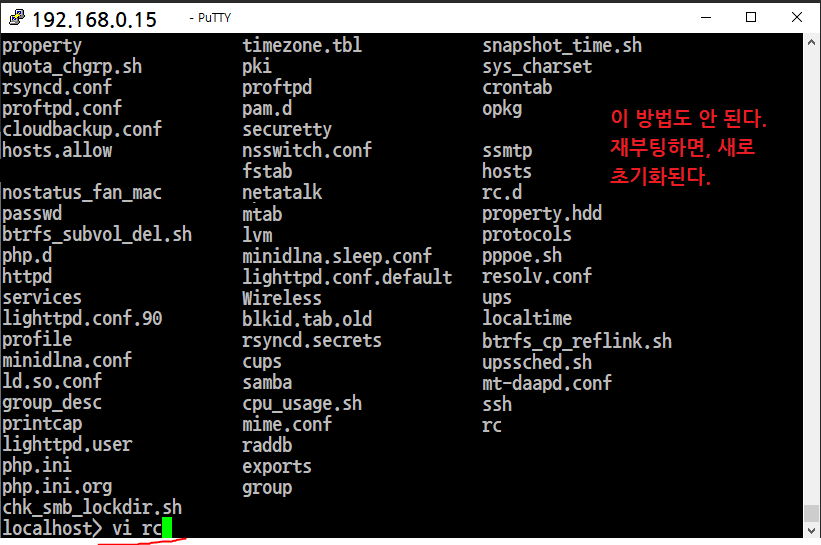 192.168.0.15 - PuTTY
property timezone.tbl snapshot_time.sh
quota_chgrp.sh pki sys_charset
rsyncd.conf proftpd crontab
proftpd.conf pam.d opkg
이 방법도 안 된다.
cloudbackup.conf securetty
hosts.allow nsswitch.conf ssmtp
재부팅하면, 새로
fstab hosts
초기화된다.
nostatus_fan_mac netatalk rc.d
passwd mtab property.hdd
btrfs_subvol_del.sh lvm protocols
php.d minidlna.sleep.conf pppoe.sh
httpd lighttpd.conf.default resolv.conf
services Wireless ups
lighttpd.conf.90 blkid.tab.old localtime
profile rsyncd.secrets btrfs_cp_reflink.sh
minidlna.conf cups upssched.sh
ld.so.conf samba mt-daapd.conf
group_desc cpu_usage.sh ssh
printcap mime.conf rc
lighttpd.user raddb
php.ini exports
php.ini.org group
chk_smb_lockdir.sh
localhost> vi rc